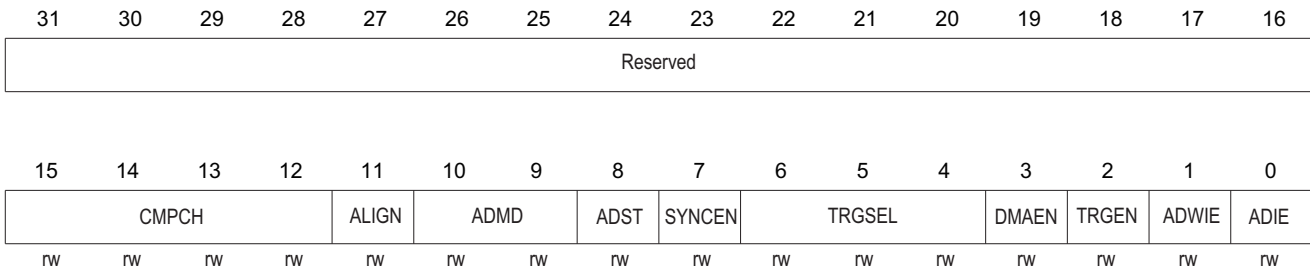 31 30 29 28 27 26 25 24 23 22 21 20 19 18 17 16
Reserved
15 14 13 12 11 10 9 8 7 6 5 4 3 2 1 0
CMPCH ALIGN ADMD ADST SYNCEN TRGSEL DMAEN TRGEN ADWIE ADIE
rw rw rw rw rw rw rw rw rw rw rw rw rw rw rw rw